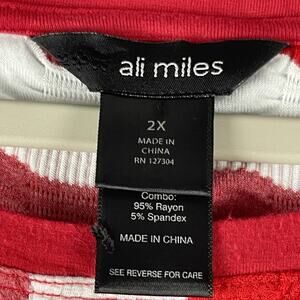 ali miles
2X
MADE IN
CHINA
RN 127304
Combo:
95% Rayon
5% Spandex
MADE IN CHINA
SEE REVERSE FOR CARE